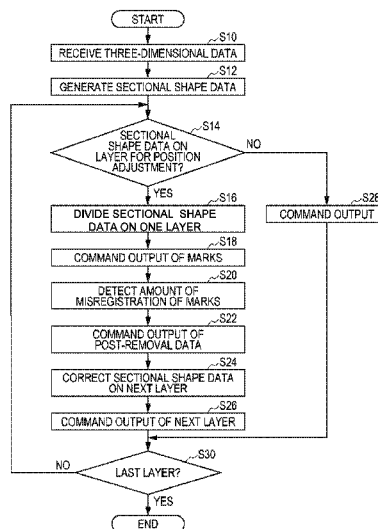 START
S10
RECEIVE THREE-DIMENSIONAL DATA
S12
GENERATE SECTIONAL SHAPE DATA
S14
SECTIONAL
SHAPE DATA ON
LAYER FOR POSITION
ADJUSTMENT?
NO
YES
S16
DIVIDE SECTIONAL SHAPE
DATA ON ONE LAYER
S28
COMMAND OUTPUT
S18
COMMAND OUTPUT OF MARKS
S20
DETECT AMOUNT OF
MISREGISTRATION OF MARKS
S22
COMMAND OUTPUT OF
POST-REMOVAL DATA
S24
CORRECT SECTIONAL SHAPE DATA
ON NEXT LAYER
S26
COMMAND OUTPUT OF NEXT LAYER
S30
NO
LAST LAYER?
YES
END